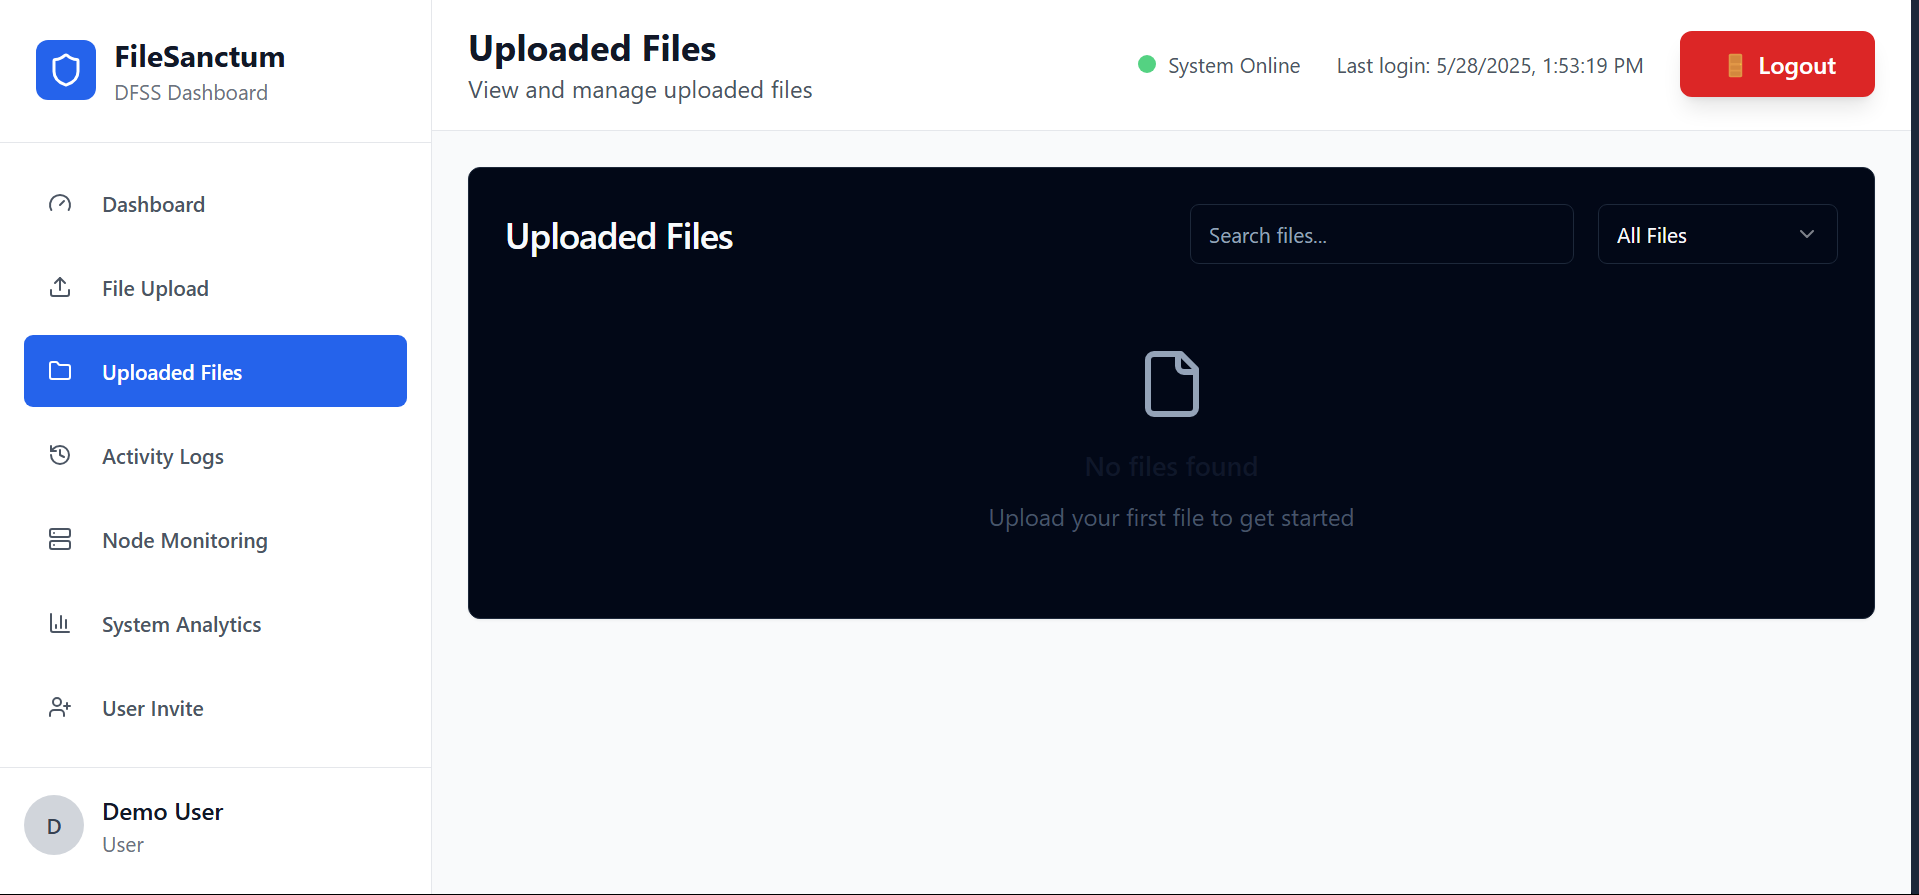 FileSanctum
DFSS Dashboard
Dashboard
File Upload
Uploaded Files
Activity Logs
Node Monitoring
System Analytics
User Invite
D
Demo User
User
Uploaded Files
View and manage uploaded files
System Online
Last login: 5/28/2025, 1:53:19 PM
Logout
Uploaded Files
Search files...
All Files
No files found
Upload your first file to get started